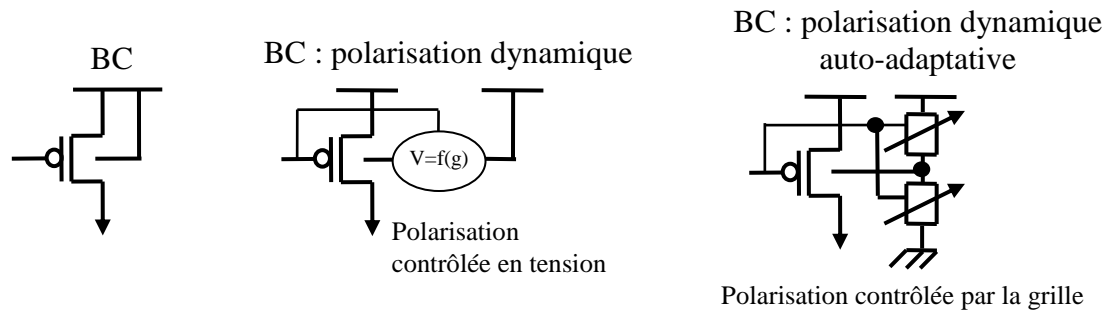 BC
BC : polarisation dynamique
V=f(g)
Polarisation
contrôlée en tension
BC : polarisation dynamique
auto-adaptative
Polarisation contrôlée par la grille